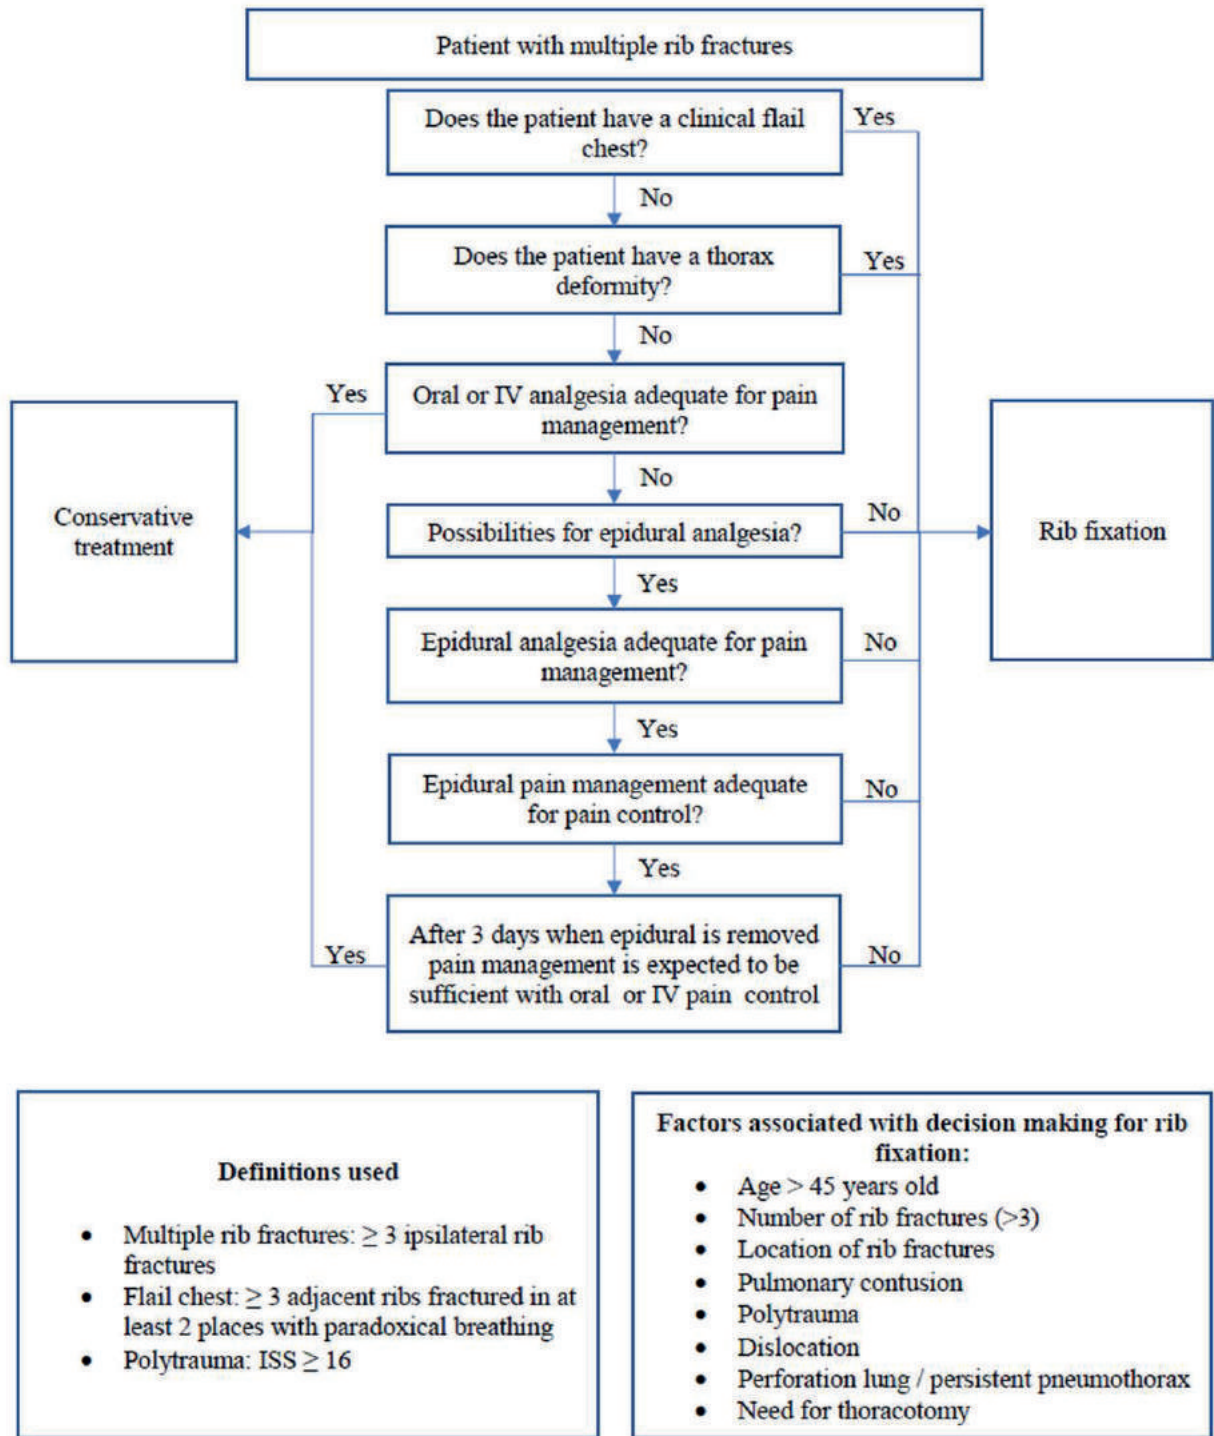 Patient with multiple rib fractures
Does the patient have a clinical flail
chest?
Yes
No
Does the patient have a thorax
deformity?
Yes
No
Yes
Oral or IV analgesia adequate for pain
management?
No
Conservative
treatment
Possibilities for epidural analgesia?
No
Rib fixation
Yes
Epidural analgesia adequate for pain
management?
No
Yes
Epidural pain management adequate
for pain control?
No
Yes
Yes
After 3 days when epidural is removed
pain management is expected to be
sufficient with oral or IV pain control
No
Definitions used
• Multiple rib fractures: ≥ 3 ipsilateral rib
fractures
• Flail chest: ≥ 3 adjacent ribs fractured in at
least 2 places with paradoxical breathing
• Polytrauma: ISS ≥ 16
Factors associated with decision making for rib
fixation:
• Age > 45 years old
• Number of rib fractures (>3)
• Location of rib fractures
• Pulmonary contusion
• Polytrauma
• Dislocation
• Perforation lung / persistent pneumothorax
• Need for thoracotomy